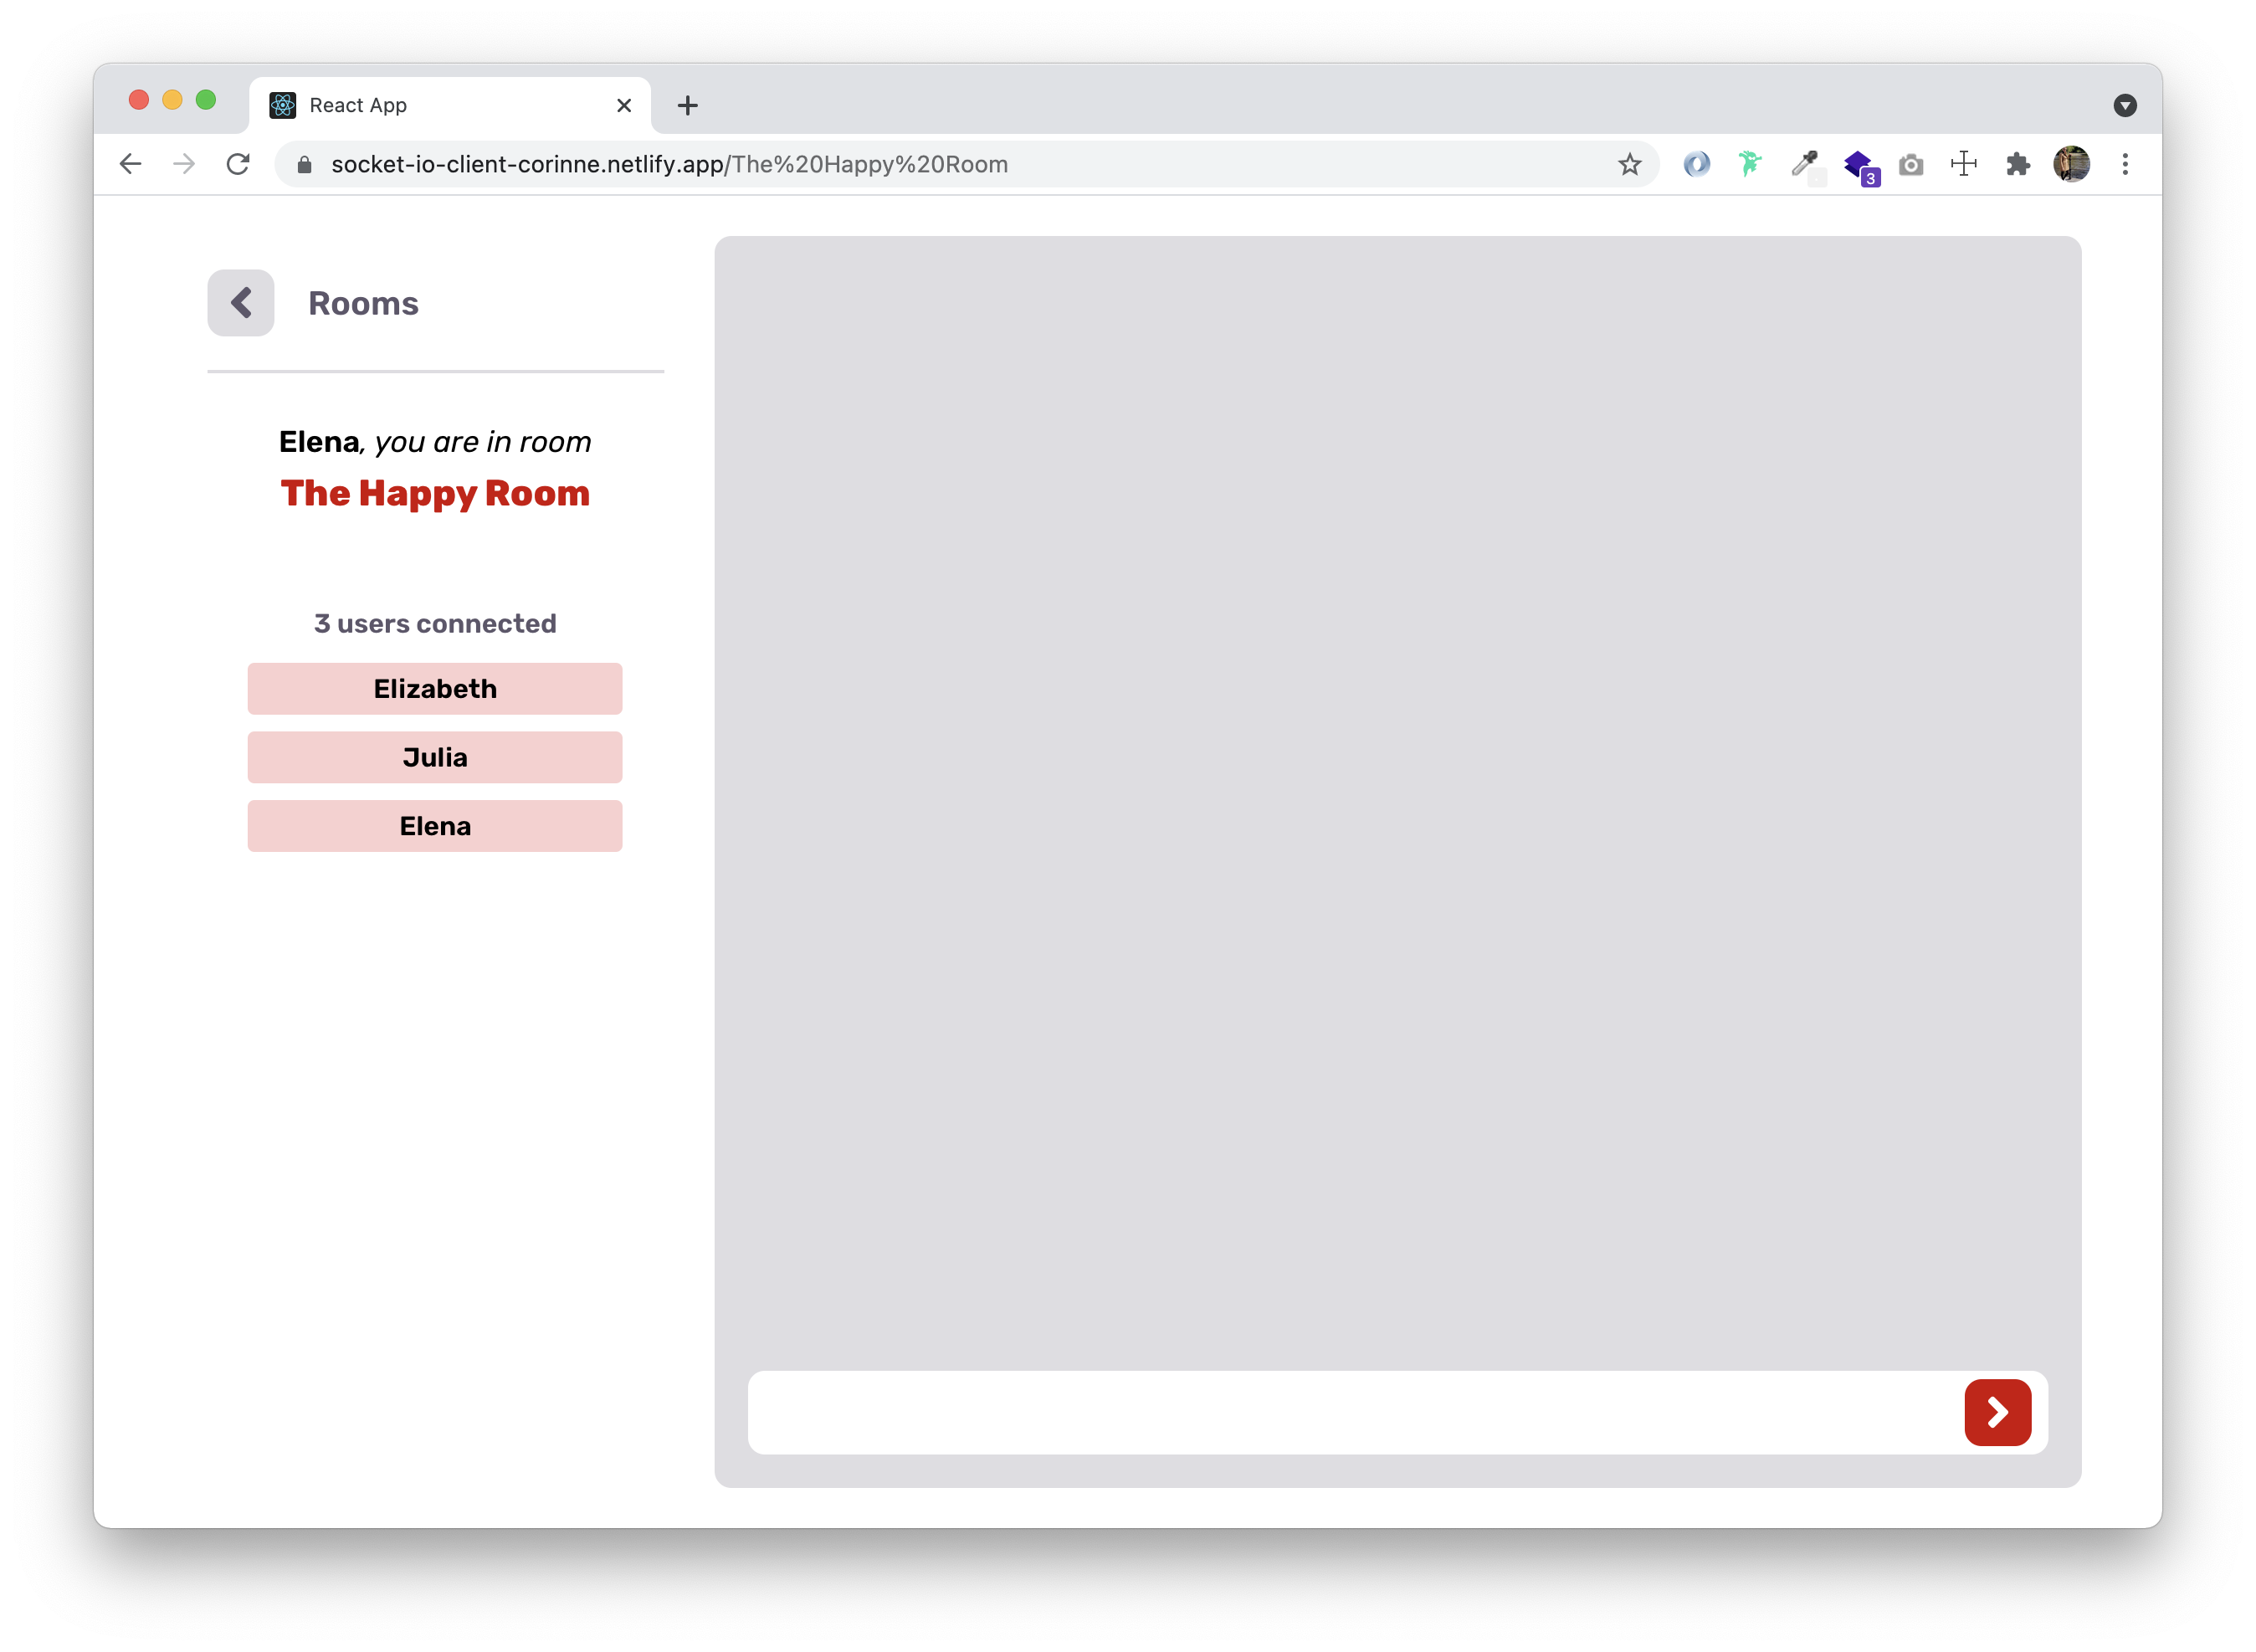 React App
socket-io-client-corinne.netlify.app/The%20Happy%20Room
3
Rooms
Elena, you are in room
The Happy Room
3 users connected
Elizabeth
Julia
Elena